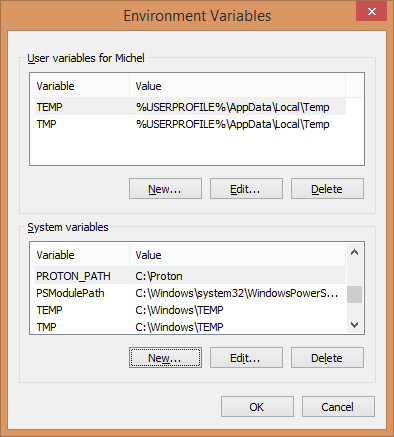 Environment Variables
User variables for Michel
Variable Value
TEMP %USERPROFILE%\AppData\Local\Temp
TMP %USERPROFILE%\AppData\Local\Temp
New... Edit... Delete
System variables
Variable Value
PROTON_PATH C:\Proton
PSModulePath C:\Windows\system32\WindowsPowerS...
TEMP C:\Windows\TEMP
TMP C:\Windows\TEMP
New... Edit... Delete
OK Cancel